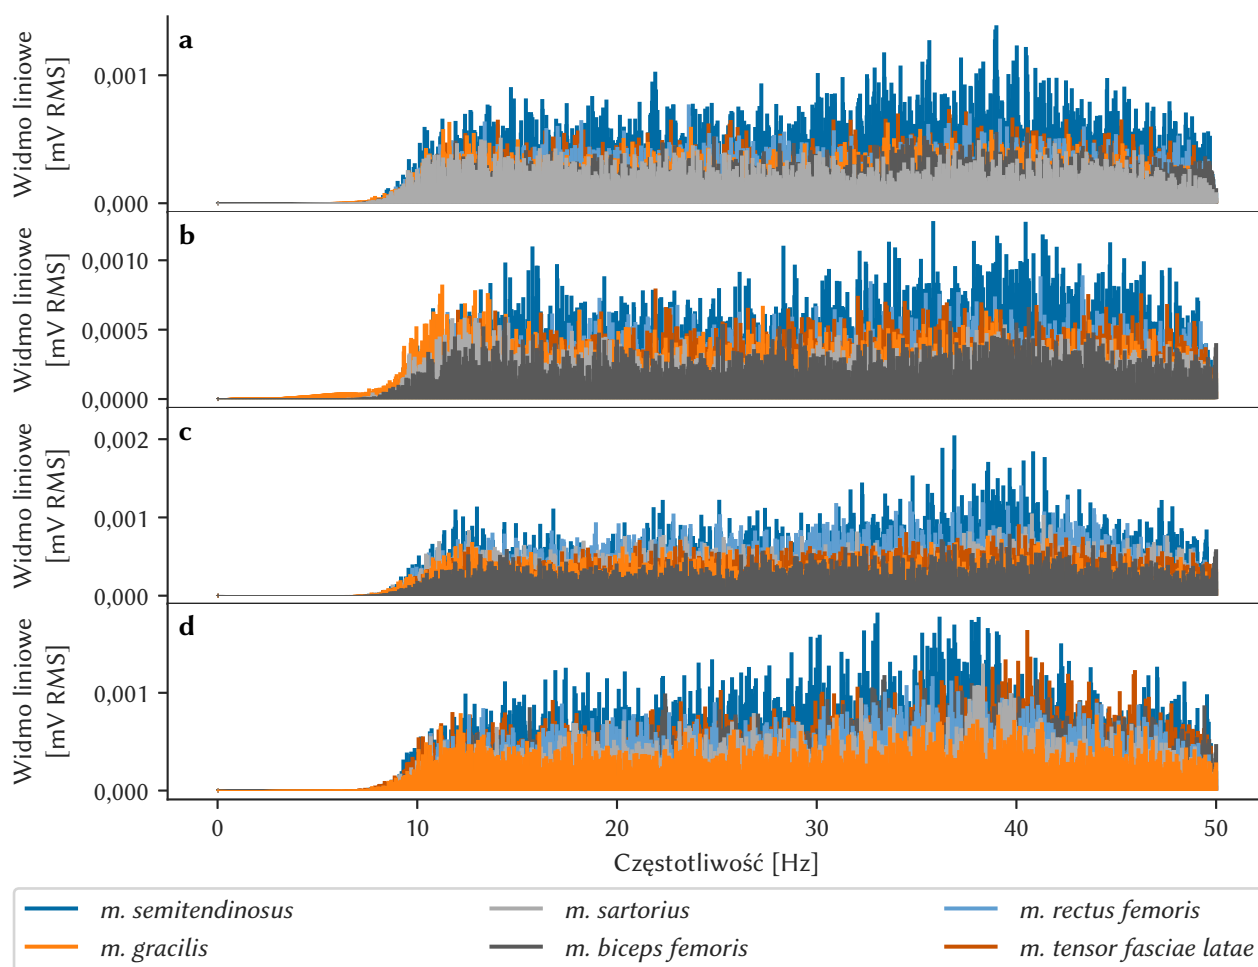 a
Widmo liniowe
[mV RMS]
0,001
0,000
b
Widmo liniowe
[mV RMS]
0,0010
0,0005
0,0000
c
Widmo liniowe
[mV RMS]
0,002
0,001
0,000
d
Widmo liniowe
[mV RMS]
0,001
0,000
0 10 20 30 40 50
Częstotliwość [Hz]
m. semitendinosus m. sartorius m. rectus femoris
m. gracilis m. biceps femoris m. tensor fasciae latae